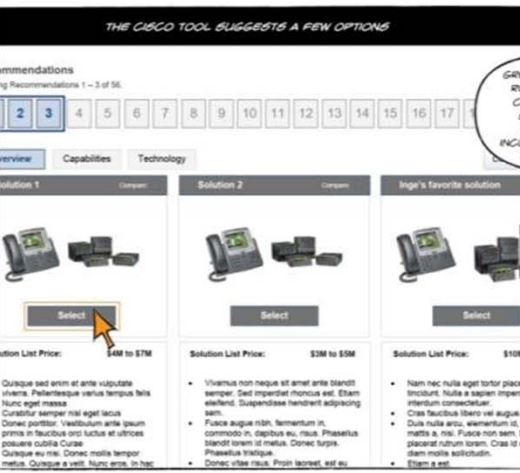 THE CISCO TOOL SUGGESTS A FEW OPTIONS
ommendations
ng Recommendations 1 – 3 of 56.
2 3 4 5 6 7 8 9 10 11 12 13 14 15 16 17
erview Capabilities Technology
olution 1 Compare Solution 2 Compare Inge's favorite solution
Select Select Select
ution List Price: $4M to $7M Solution List Price: $3M to $5M Solution List Price: $10M
Quisque sed enim et ante vulputate
viverra. Pellentesque varius tempus felis
Nunc eget massa
Curabitur semper nisl eget lacus
Donec porttitor. Vestibulum ante ipsum
primis in faucibus orci luctus et ultrices
posuere cubilia Curae
Quisque eu nisi. Donec mollis tempor
metus. Quisque a velit. Nunc eros. In hac
• Vivamus non neque sit amet ante blandit
semper. Sed imperdiet rhoncus est. Etiam
eleifend. Suspendisse hendrerit adipiscing
sem.
• Fusce augue nibh, fermentum in,
commodo in, dapibus eu, risus. Phasellus
blandit lorem id metus. Donec turpis.
Phasellus tristique.
• Donec vitae risus. Proin laoreet, est eu
• Nam nec nulla eget tortor place
tincidunt. Nulla a sapien imper
interdum consectetuer.
• Cras faucibus libero vel augue
• Duis nulla arcu, elementum id,
mattis a, nisi. Fusce non sem.
placerat rutrum lorem. Cras id
diam mollis sollicitudin.
• Etiam a est.